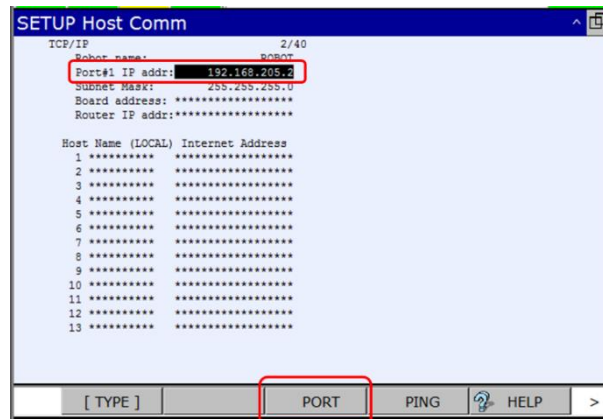 SETUP Host Comm
TCP/IP 2/40
Robot name: ROBOT
Port#1 IP addr: 192.168.205.2
Subnet Mask: 255.255.255.0
Board address: ******************
Router IP addr:******************
Host Name (LOCAL) Internet Address
1 ********** ******************
2 ********** ******************
3 ********** ******************
4 ********** ******************
5 ********** ******************
6 ********** ******************
7 ********** ******************
8 ********** ******************
9 ********** ******************
10 ********** ******************
11 ********** ******************
12 ********** ******************
13 ********** ******************
[ TYPE ] PORT PING HELP >